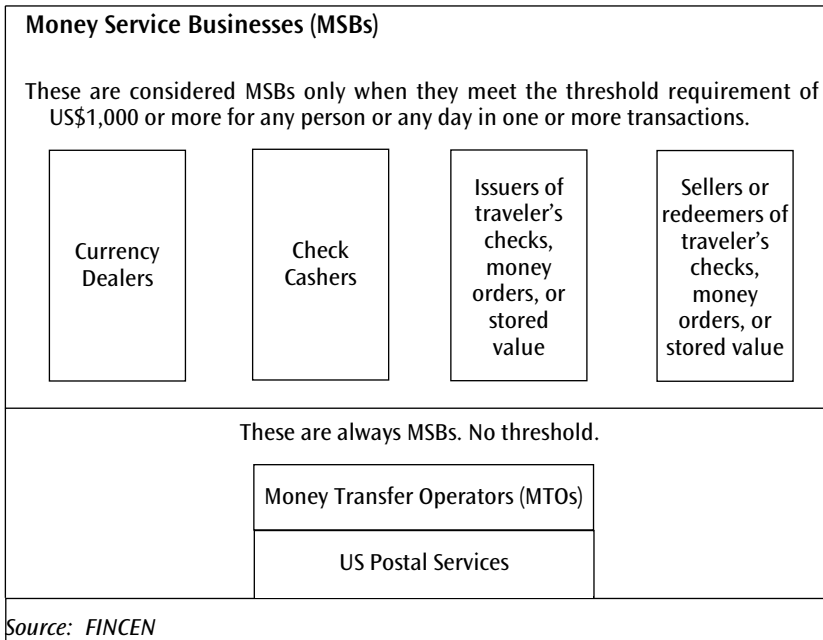 Money Service Businesses (MSBs)
These are considered MSBs only when they meet the threshold requirement of
US$1,000 or more for any person or any day in one or more transactions.
Currency
Dealers
Check
Cashers
Issuers of
traveler's
checks,
money
orders, or
stored
value
Sellers or
redeemers of
traveler's
checks,
money
orders, or
stored value
These are always MSBs. No threshold.
Money Transfer Operators (MTOs)
US Postal Services
Source: FINCEN